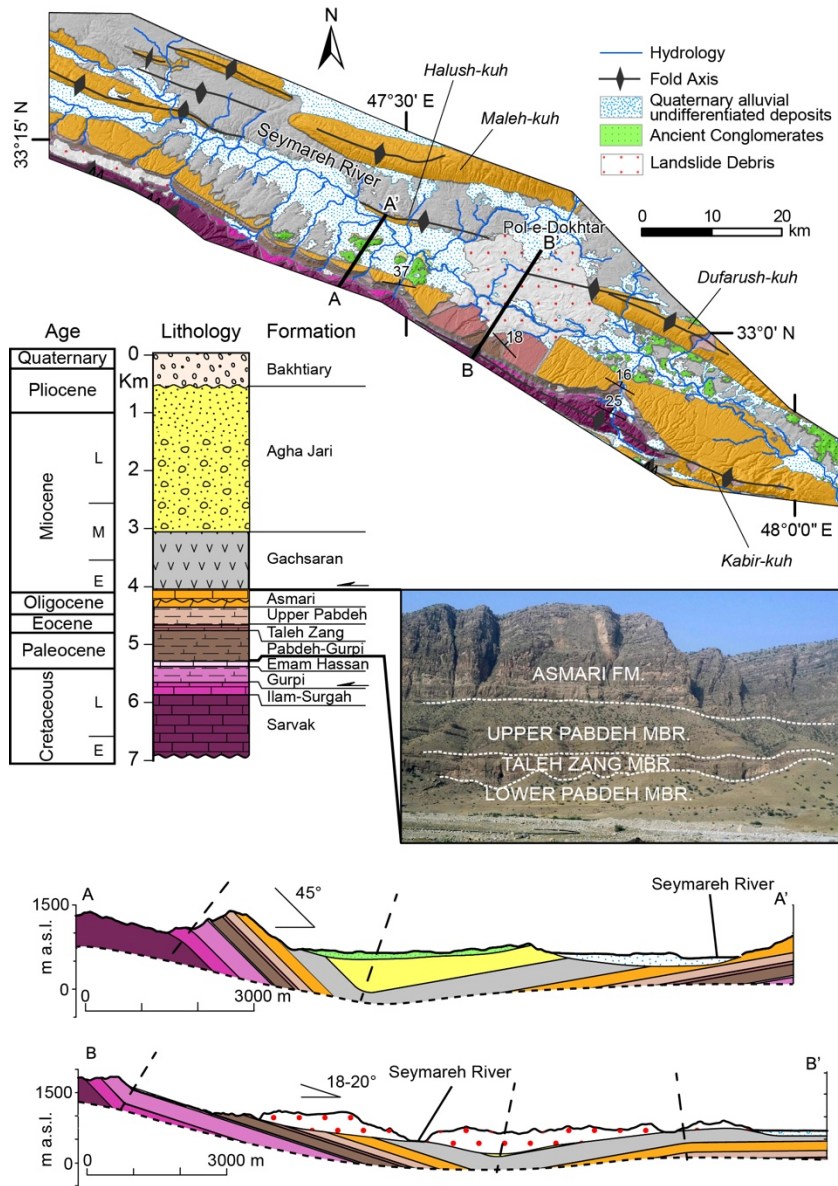 N
47°30' E
33°15' N
Halush-kuh
Maleh-kuh
Seymareh River
Hydrology
Fold Axis
Quaternary alluvial
undifferentiated deposits
Ancient Conglomerates
Landslide Debris
0 10 20
km
A'
A
37
Pol e-Dokhtar
B'
B
18
16
25
Dufarush-kuh
33°0' N
48°0'0'' E
Kabir-kuh
Age Lithology Formation
Quaternary
Pliocene
Miocene
L
M
E
Oligocene
Eocene
Paleocene
Cretaceous
L
E
0
Km
1
2
3
4
5
6
7
Bakhtiary
Agha Jari
Gachsaran
Asmari
Upper Pabdeh
Taleh Zang
Pabdeh-Gurpi
Emam Hassan
Gurpi
Ilam-Surgah
Sarvak
ASMARI FM.
UPPER PABDEH MBR.
TALEH ZANG MBR.
LOWER PABDEH MBR.
A
45°
Seymareh River
A'
1500
m a.s.l.
0
0 3000 m
B
18-20°
Seymareh River
B'
1500
m a.s.l.
0
0 3000 m